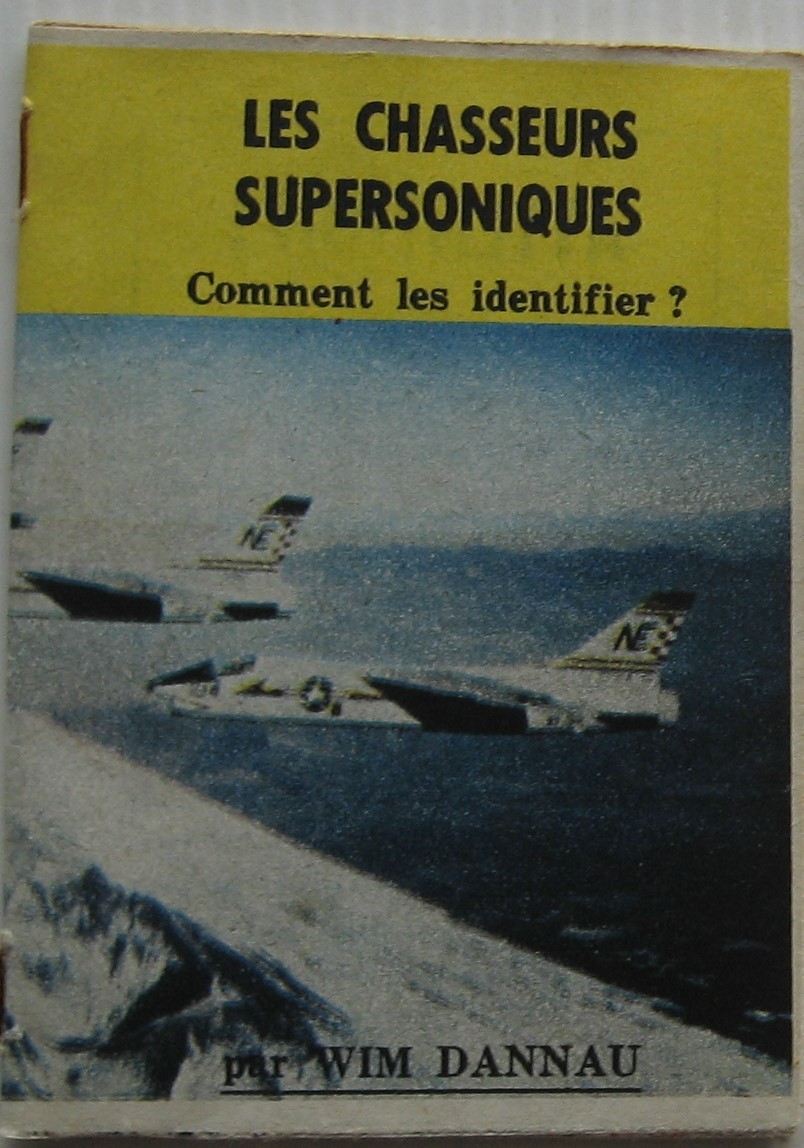 LES CHASSEURS
SUPERSONIQUES
Comment les identifier ?
NE
NE
par WIM DANNAU